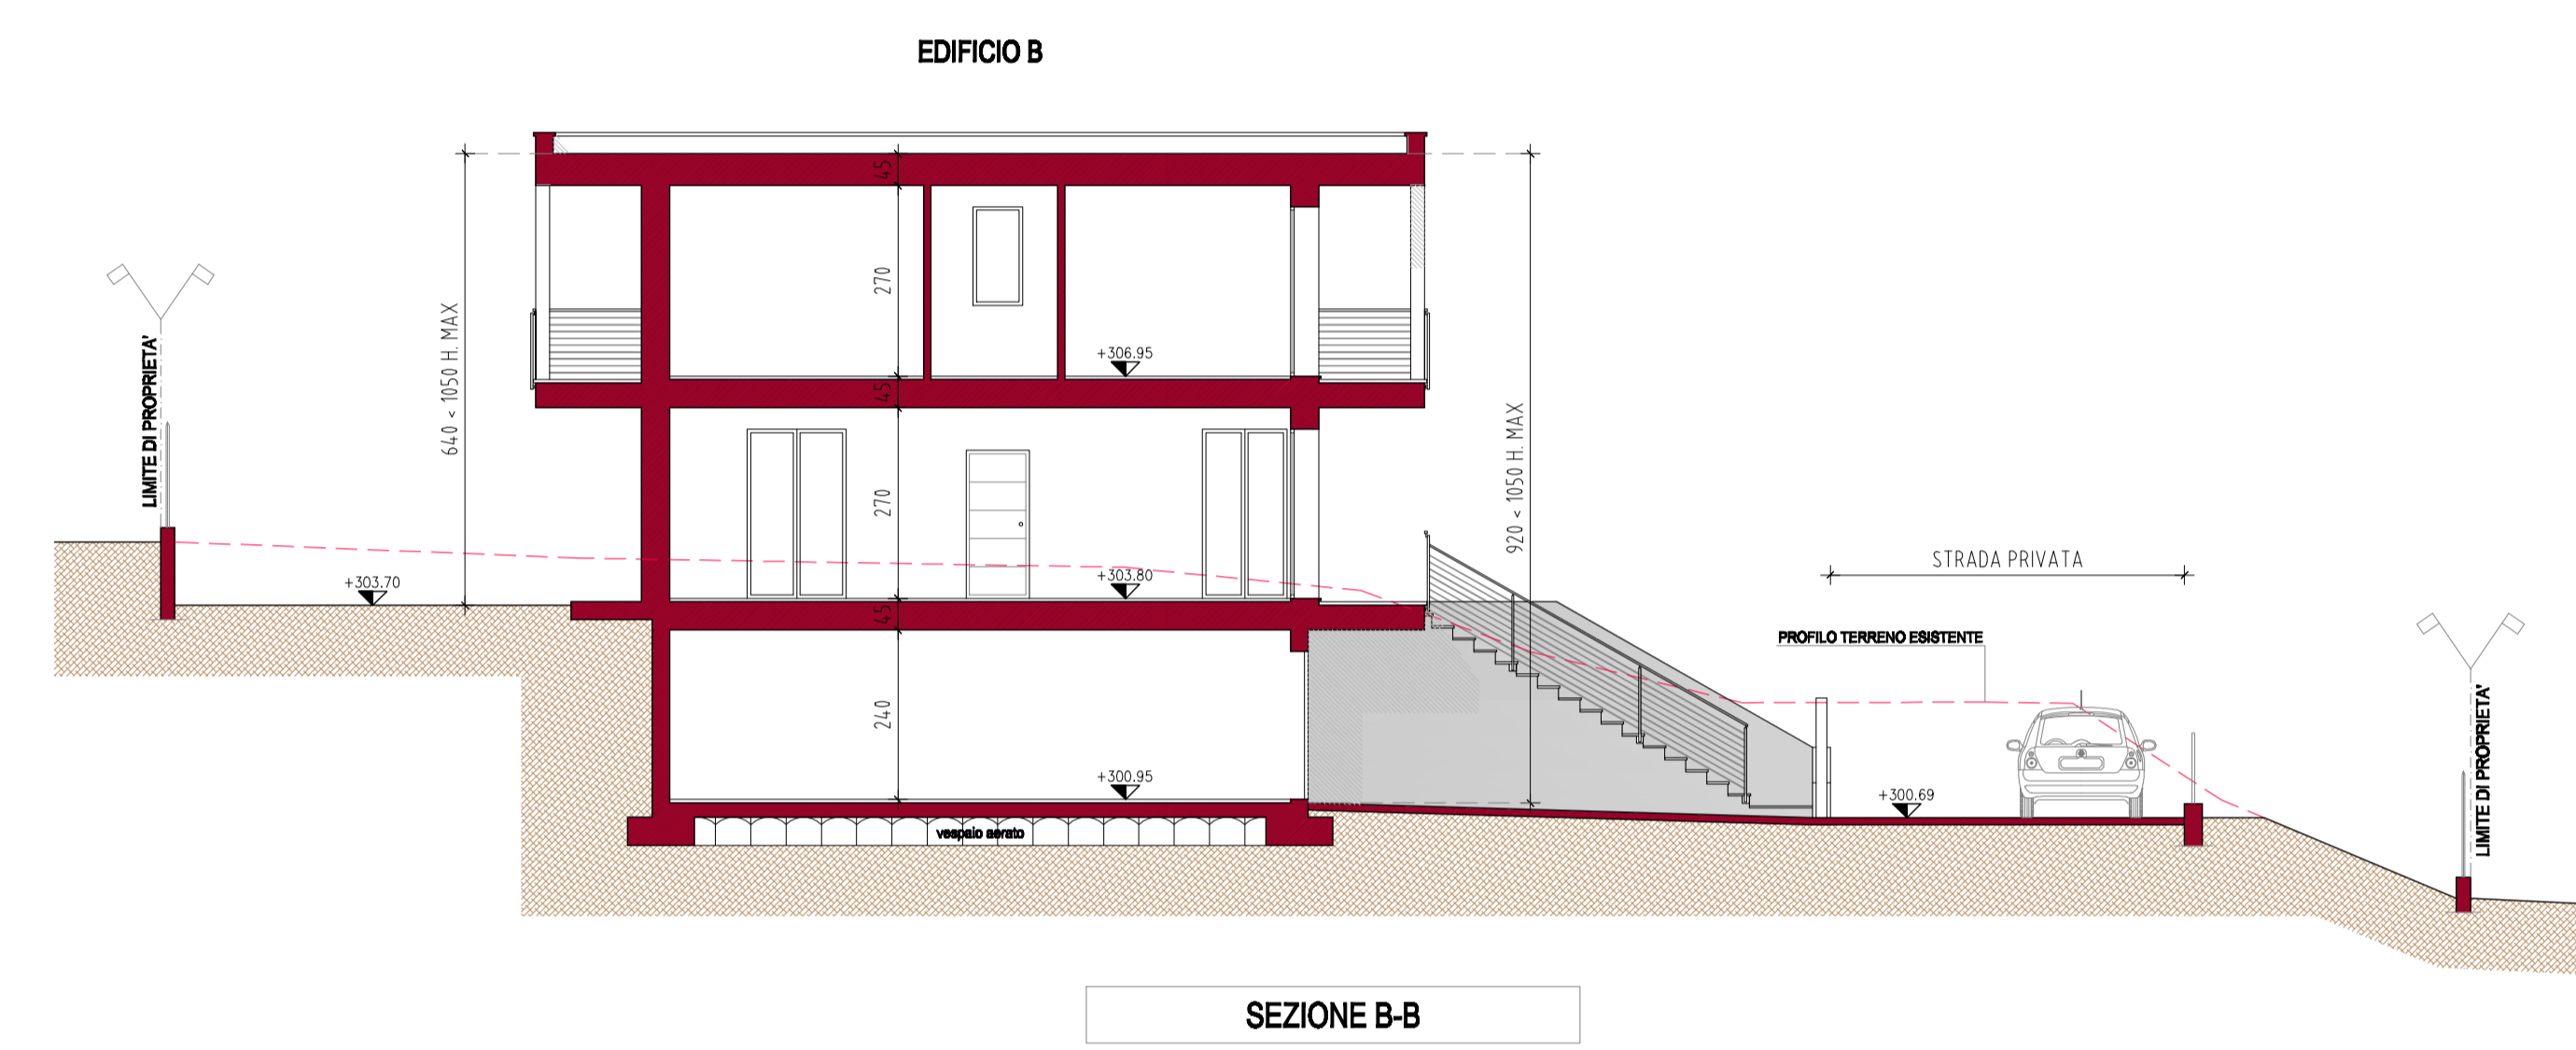 EDIFICIO B
45
270
+306.95
45
640 < 1050 H. MAX
920 < 1050 H. MAX
LIMITE DI PROPRIETA'
270
+303.70
+303.80
45
STRADA PRIVATA
PROFILO TERRENO ESISTENTE
240
+300.95
+300.69
LIMITE DI PROPRIETA'
vespaio aerato
SEZIONE B-B